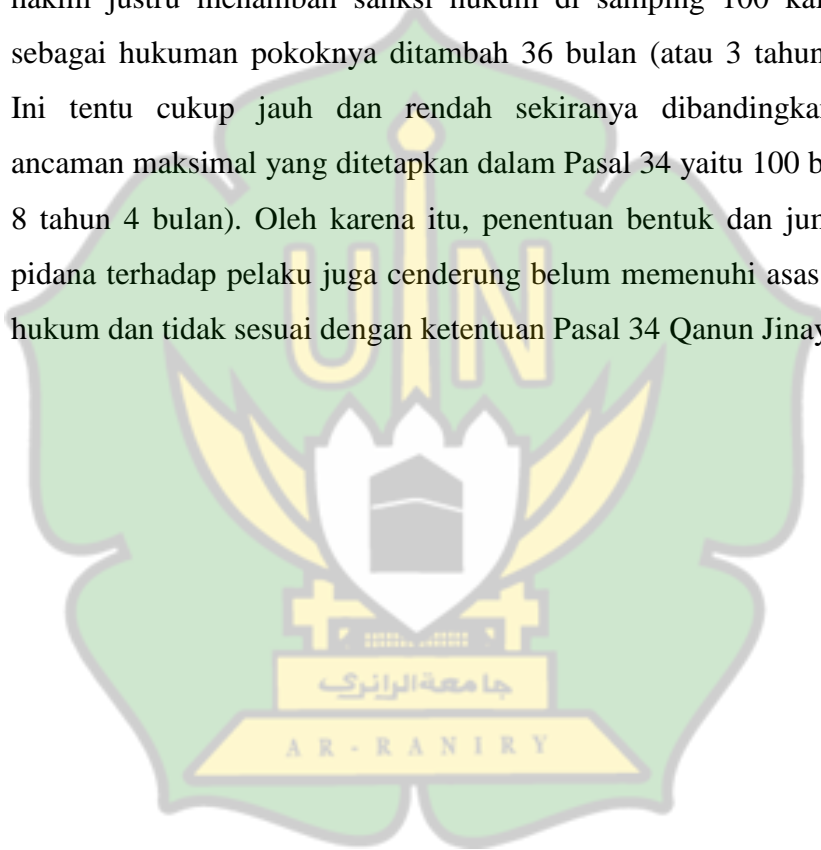 hakim justru menambah sanksi hukum di samping 100 kal
sebagai hukuman pokoknya ditambah 36 bulan (atau 3 tahun
Ini tentu cukup jauh dan rendah sekiranya dibandingka
ancaman maksimal yang ditetapkan dalam Pasal 34 yaitu 100 b
8 tahun 4 bulan). Oleh karena itu, penentuan bentuk dan jum
pidana terhadap pelaku juga cenderung belum memenuhi asas
hukum dan tidak sesuai dengan ketentuan Pasal 34 Qanun Jinay
UIN
جامعة الرانري
AR-RANIRY